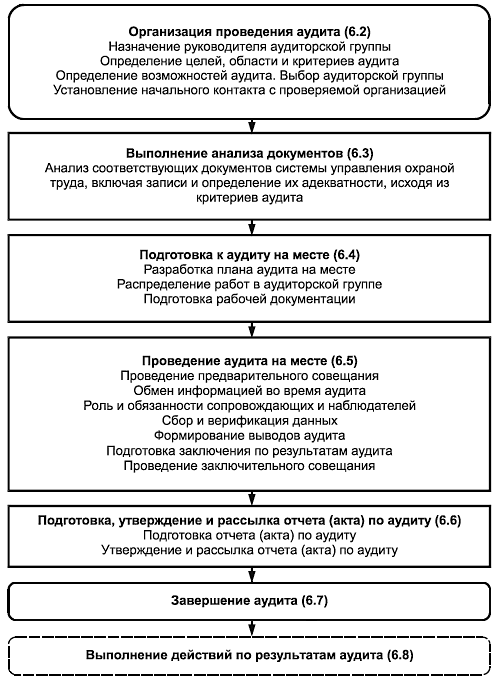 Организация проведения аудита (6.2)
Назначение руководителя аудиторской группы
Определение целей, области и критериев аудита
Определение возможностей аудита. Выбор аудиторской группы
Установление начального контакта с проверяемой организацией
Выполнение анализа документов (6.3)
Анализ соответствующих документов системы управления охраной
труда, включая записи и определение их адекватности, исходя из
критериев аудита
Подготовка к аудиту на месте (6.4)
Разработка плана аудита на месте
Распределение работ в аудиторской группе
Подготовка рабочей документации
Проведение аудита на месте (6.5)
Проведение предварительного совещания
Обмен информацией во время аудита
Роль и обязанности сопровождающих и наблюдателей
Сбор и верификация данных
Формирование выводов аудита
Подготовка заключения по результатам аудита
Проведение заключительного совещания
Подготовка, утверждение и рассылка отчета (акта) по аудиту (6.6)
Подготовка отчета (акта) по аудиту
Утверждение и рассылка отчета (акта) по аудиту
Завершение аудита (6.7)
Выполнение действий по результатам аудита (6.8)